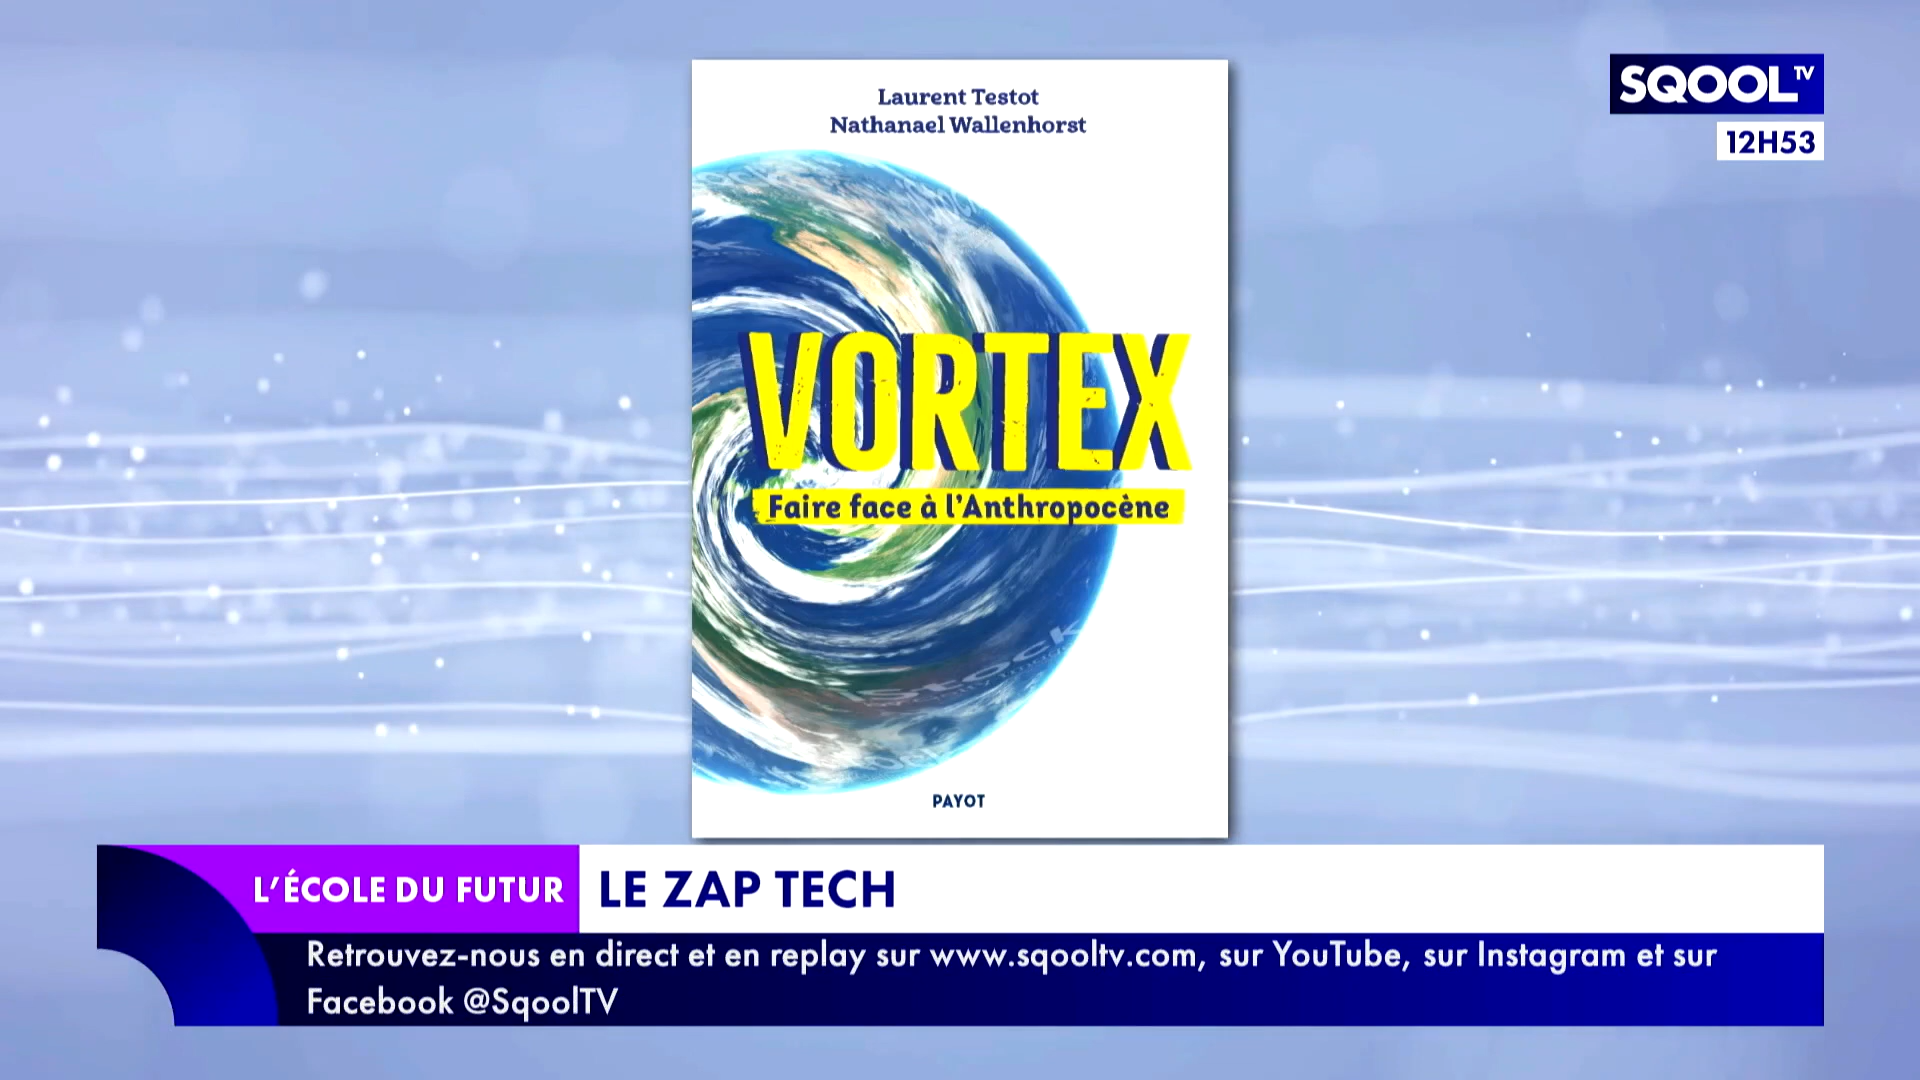 SQOOL TV
12H53
Laurent Testot
Nathanael Wallenhorst
VORTEX
Faire face à l'Anthropocène
stock
PAYOT
L'ÉCOLE DU FUTUR
LE ZAP TECH
Retrouvez-nous en direct et en replay sur www.sqooltv.com, sur YouTube, sur Instagram et sur
Facebook @SqoolTV